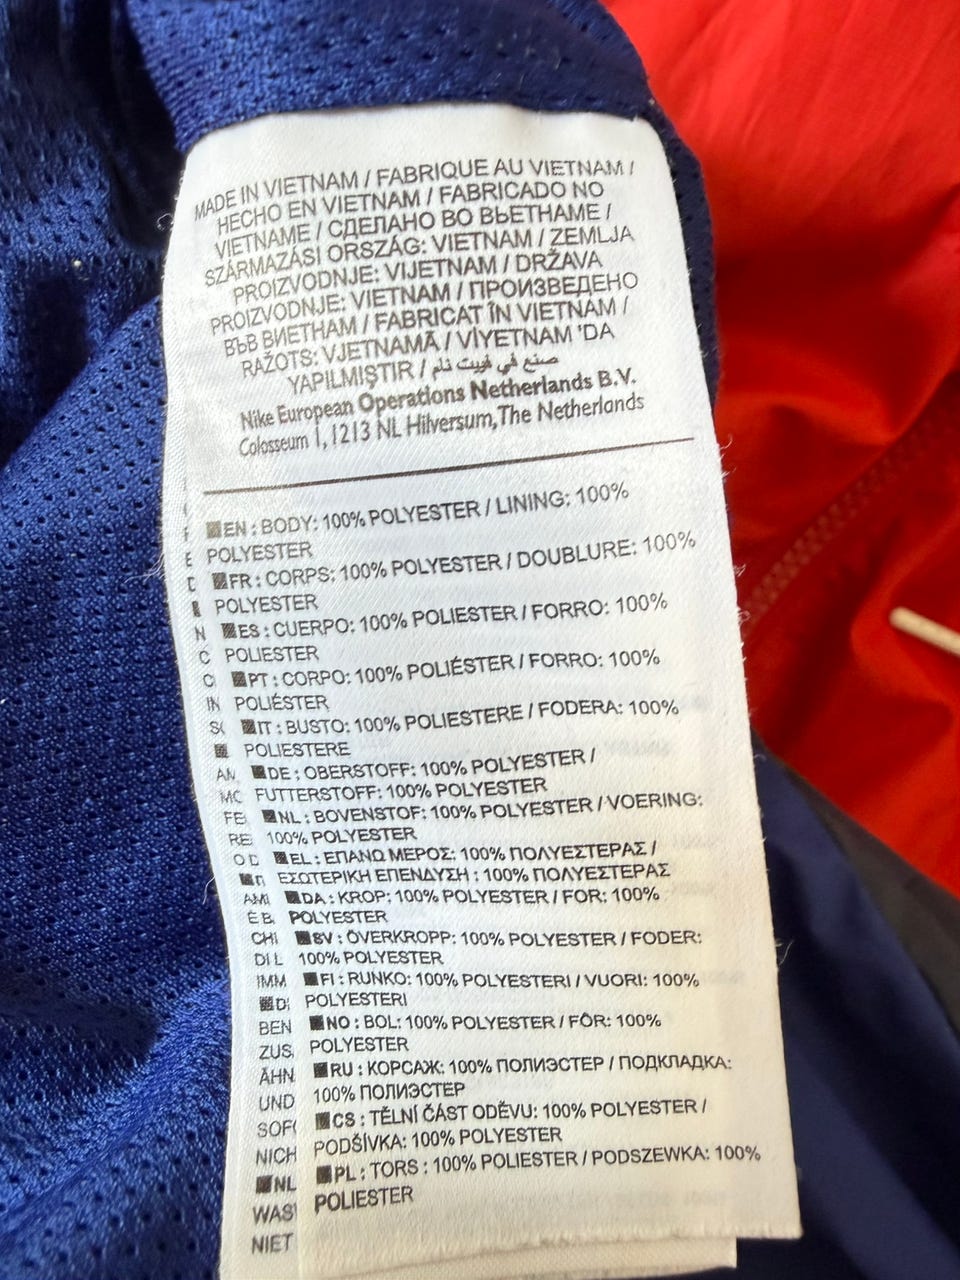 MADE IN VIETNAM / FABRIQUE AU VIETNAM /
HECHO EN VIETNAM / FABRICADO NO
VIETNAME / СДЕЛАНО ВО ВЬЕТНАМЕ /
SZÁRMAZÁSI ORSZÁG: VIETNAM / ZEMLJA
PROIZVODNJE: VIJETNAM / DRŽAVA
PROIZVODNJE: VIETNAM / ПРОИЗВЕДЕНО
ВЪВ ВИЕТНАМ / FABRICAT ÎN VIETNAM /
RAŽOTS: VJETNAMĀ / VİYETNAM 'DA
YAPILMIŞTIR / صنع في فييت نام
Nike European Operations Netherlands B.V.
Colosseum 1, 1213 NL Hilversum, The Netherlands
EN : BODY: 100% POLYESTER / LINING: 100%
POLYESTER
FR : CORPS: 100% POLYESTER / DOUBLURE: 100%
POLYESTER
ES : CUERPO: 100% POLIESTER / FORRO: 100%
POLIESTER
PT : CORPO: 100% POLIÉSTER / FORRO: 100%
POLIÉSTER
IT : BUSTO: 100% POLIESTERE / FODERA: 100%
POLIESTERE
DE : OBERSTOFF: 100% POLYESTER /
FUTTERSTOFF: 100% POLYESTER
NL : BOVENSTOF: 100% POLYESTER / VOERING:
100% POLYESTER
EL : ΕΠΑΝΩ ΜΕΡΟΣ: 100% ΠΟΛΥΕΣΤΕΡΑΣ /
ΕΣΩΤΕΡΙΚΗ ΕΠΕΝΔΥΣΗ : 100% ΠΟΛΥΕΣΤΕΡΑΣ
DA : KROP: 100% POLYESTER / FOR: 100%
POLYESTER
SV : ÖVERKROPP: 100% POLYESTER / FODER:
100% POLYESTER
FI : RUNKO: 100% POLYESTERI / VUORI: 100%
POLYESTERI
NO : BOL: 100% POLYESTER / FÔR: 100%
POLYESTER
RU : КОРСАЖ: 100% ПОЛИЭСТЕР / ПОДКЛАДКА:
100% ПОЛИЭСТЕР
CS : TĚLNÍ ČÁST ODĚVU: 100% POLYESTER /
PODŠÍVKA: 100% POLYESTER
PL : TORS : 100% POLIESTER / PODSZEWKA: 100%
POLIESTER
BEN
ZUS
UND
NICH
NL
NIET